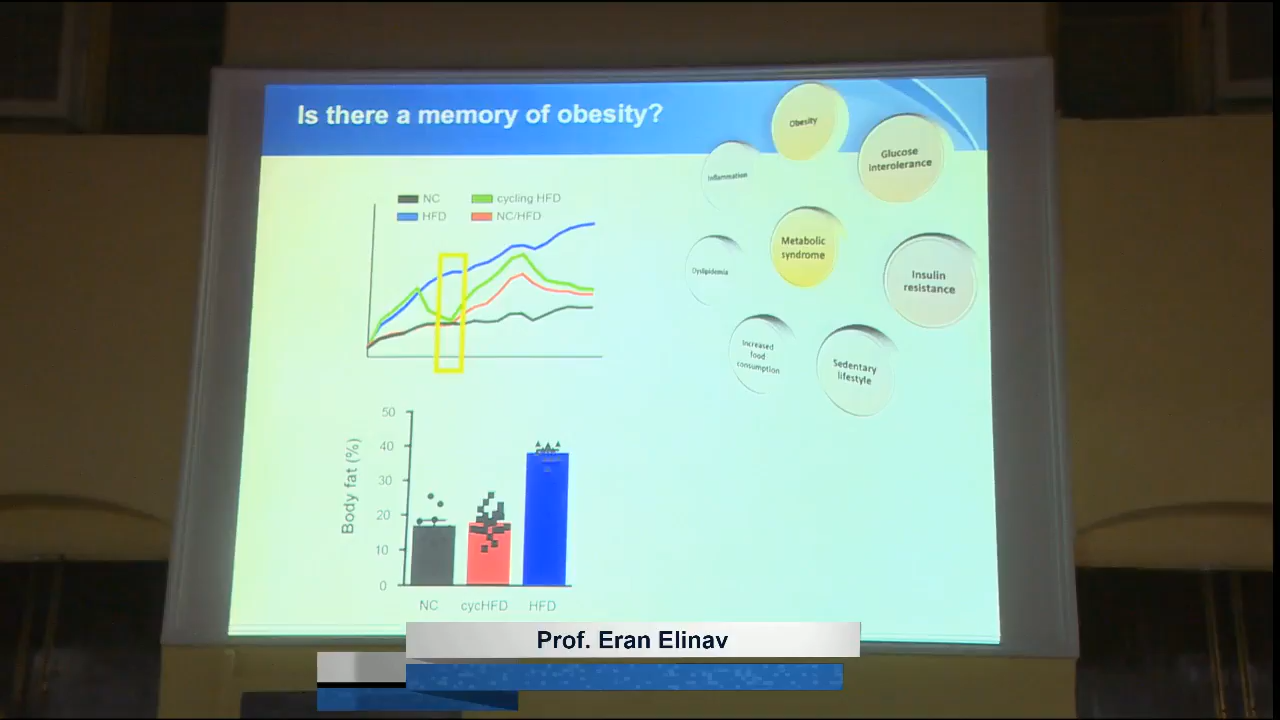 Is there a memory of obesity?
NC
cycling HFD
HFD
NC/HFD
Obesity
Glucose
interolerance
Inflammation
Metabolic
syndrome
Dyslipidemia
Insulin
resistance
Increased
food
consumption
Sedentary
lifestyle
50
40
30
20
10
0
Body fat (%)
NC
cycHFD
HFD
Prof. Eran Elinav